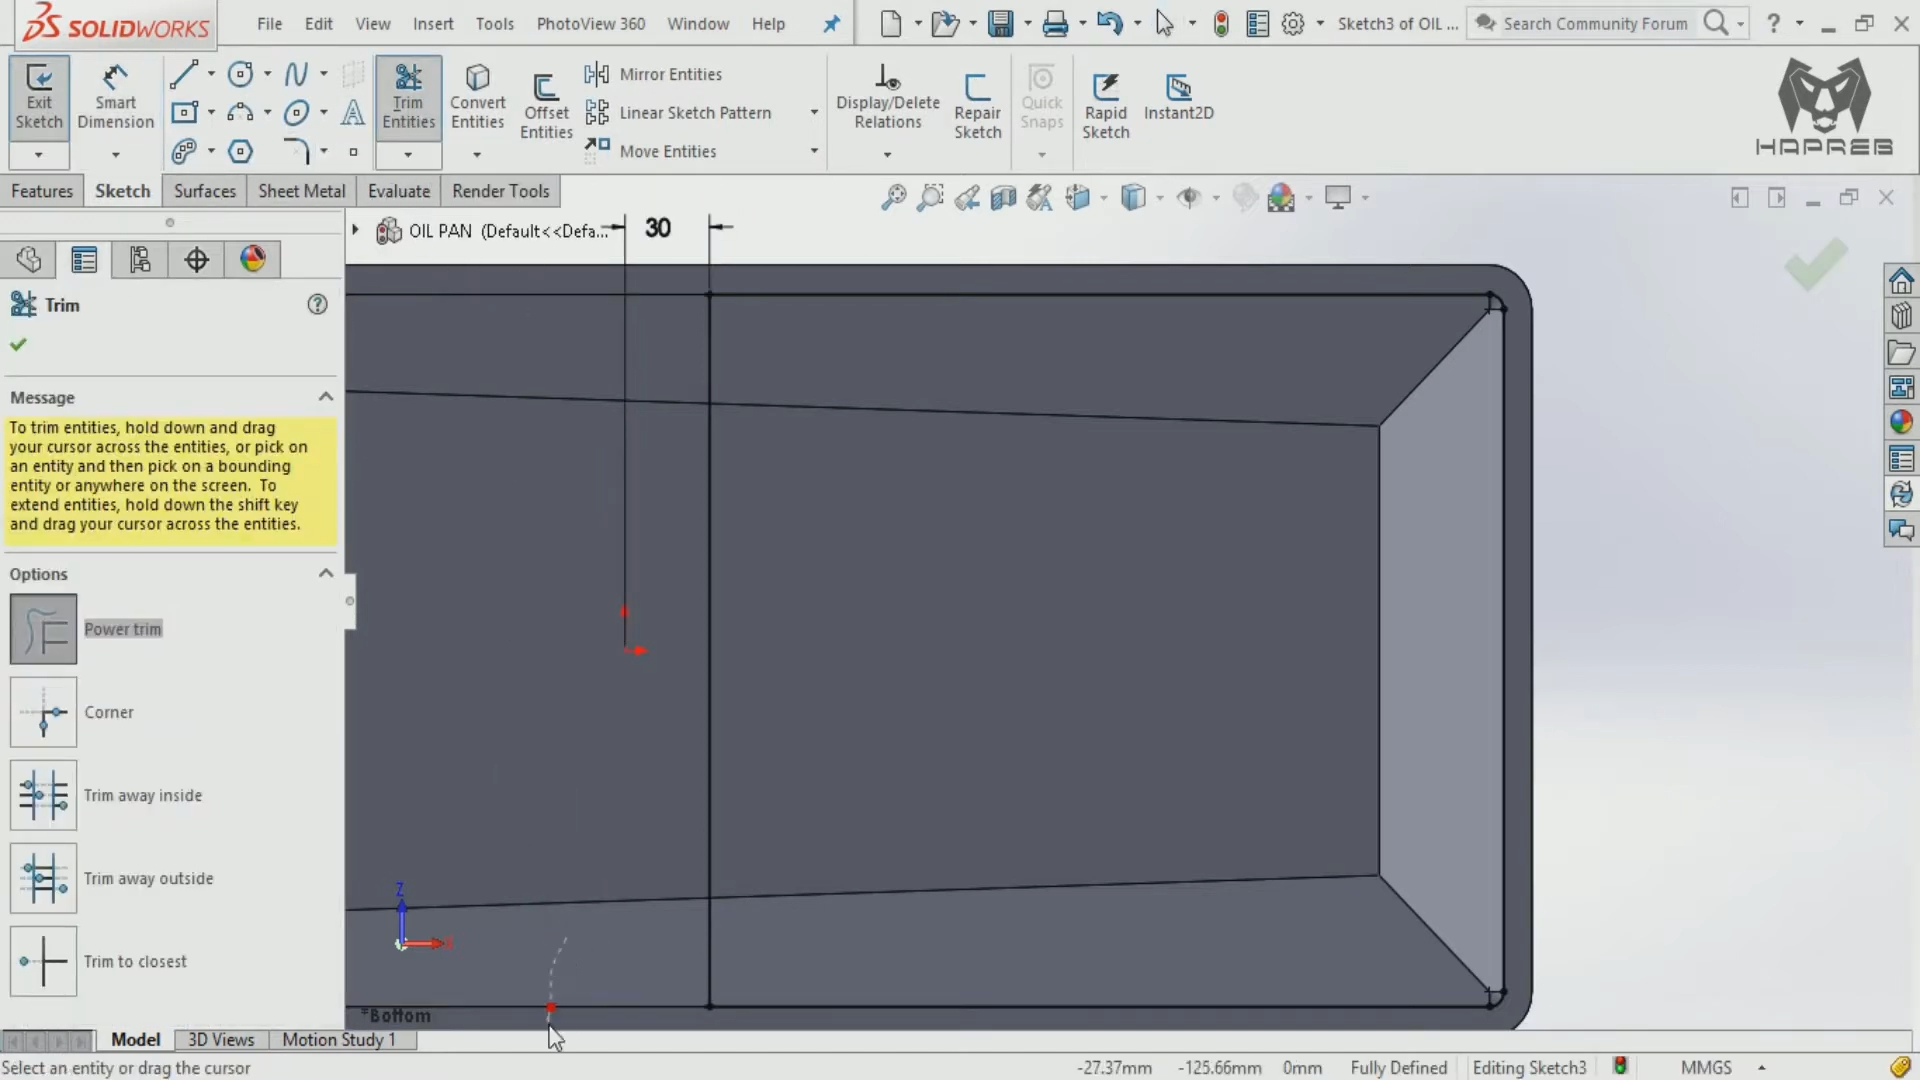 SOLIDWORKS
File Edit View Insert Tools PhotoView 360 Window Help
Sketch3 of OIL ...
Search Community Forum
Exit Sketch
Smart Dimension
Trim Entities
Convert Entities
Offset Entities
Mirror Entities
Linear Sketch Pattern
Move Entities
Display/Delete Relations
Repair Sketch
Quick Snaps
Rapid Sketch
Instant2D
HAPREB
Features Sketch Surfaces Sheet Metal Evaluate Render Tools
OIL PAN (Default<<Defa...
30
Trim
Message
To trim entities, hold down and drag
your cursor across the entities, or pick on
an entity and then pick on a bounding
entity or anywhere on the screen. To
extend entities, hold down the shift key
and drag your cursor across the entities.
Options
Power trim
Corner
Trim away inside
Trim away outside
Trim to closest
Z
*Bottom
Model 3D Views Motion Study 1
Select an entity or drag the cursor
-27.37mm -125.66mm 0mm Fully Defined Editing Sketch3 MMGS